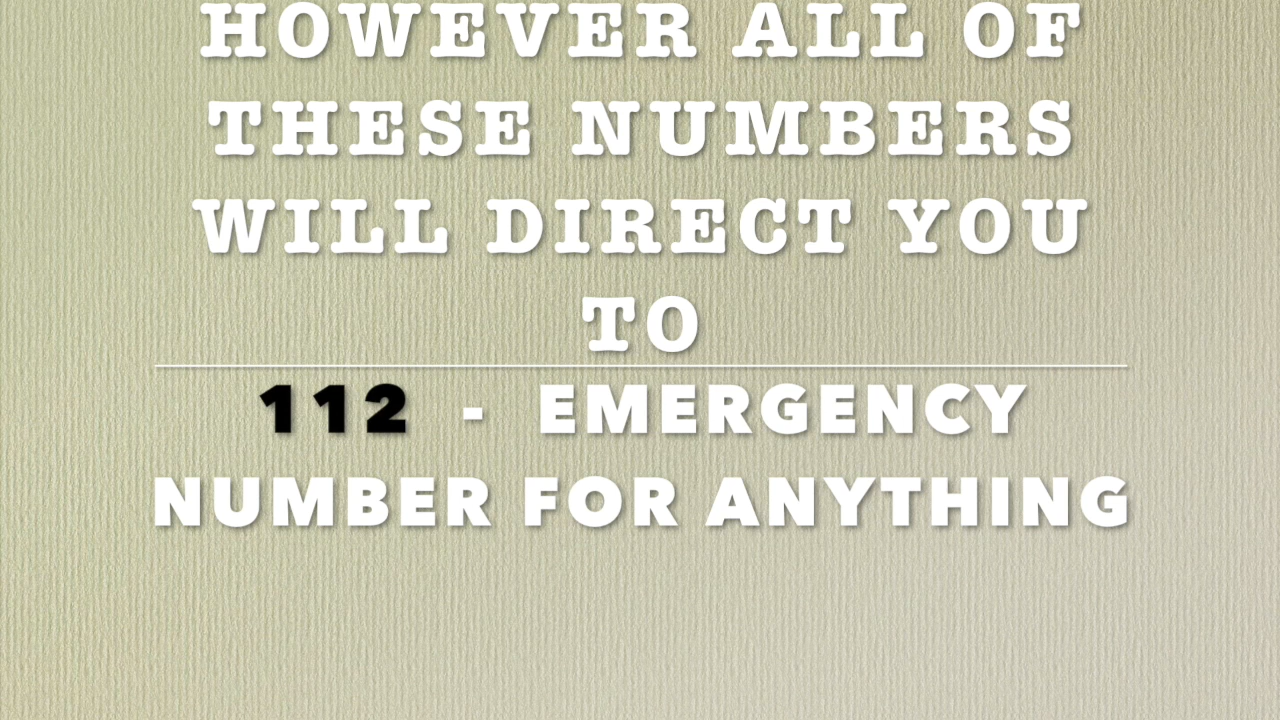 HOWEVER ALL OF
THESE NUMBERS
WILL DIRECT YOU
TO
112 - EMERGENCY
NUMBER FOR ANYTHING